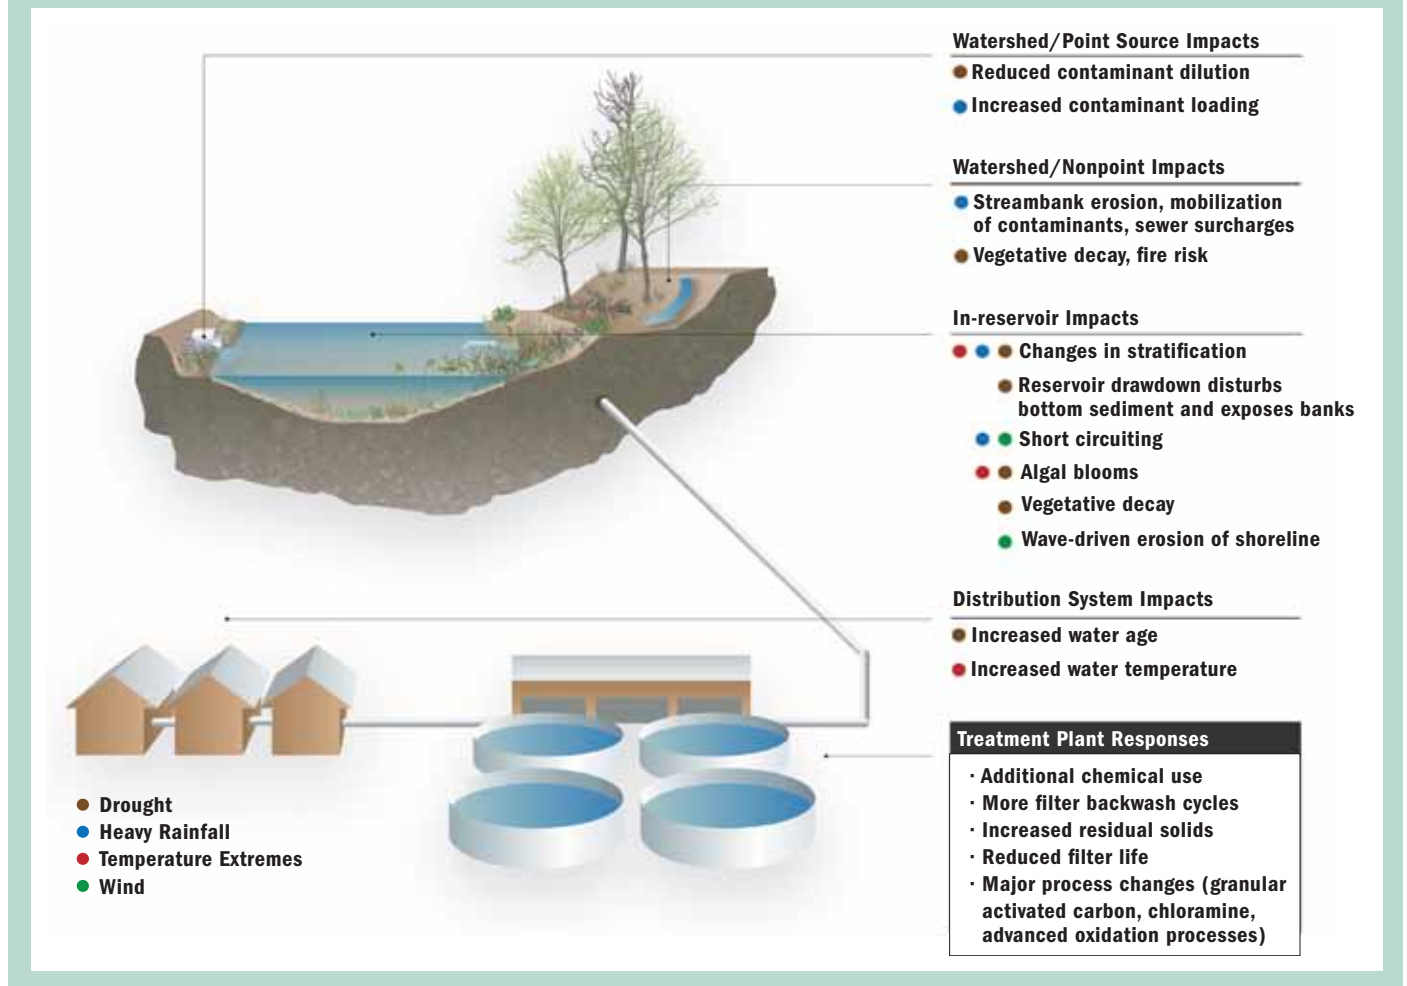 Watershed/Point Source Impacts
Reduced contaminant dilution
Increased contaminant loading
Watershed/Nonpoint Impacts
Streambank erosion, mobilization
of contaminants, sewer surcharges
Vegetative decay, fire risk
In-reservoir Impacts
Changes in stratification
Reservoir drawdown disturbs
bottom sediment and exposes banks
Short circuiting
Algal blooms
Vegetative decay
Wave-driven erosion of shoreline
Distribution System Impacts
Increased water age
Increased water temperature
Treatment Plant Responses
· Additional chemical use
· More filter backwash cycles
· Increased residual solids
· Reduced filter life
· Major process changes (granular
activated carbon, chloramine,
advanced oxidation processes)
Drought
Heavy Rainfall
Temperature Extremes
Wind